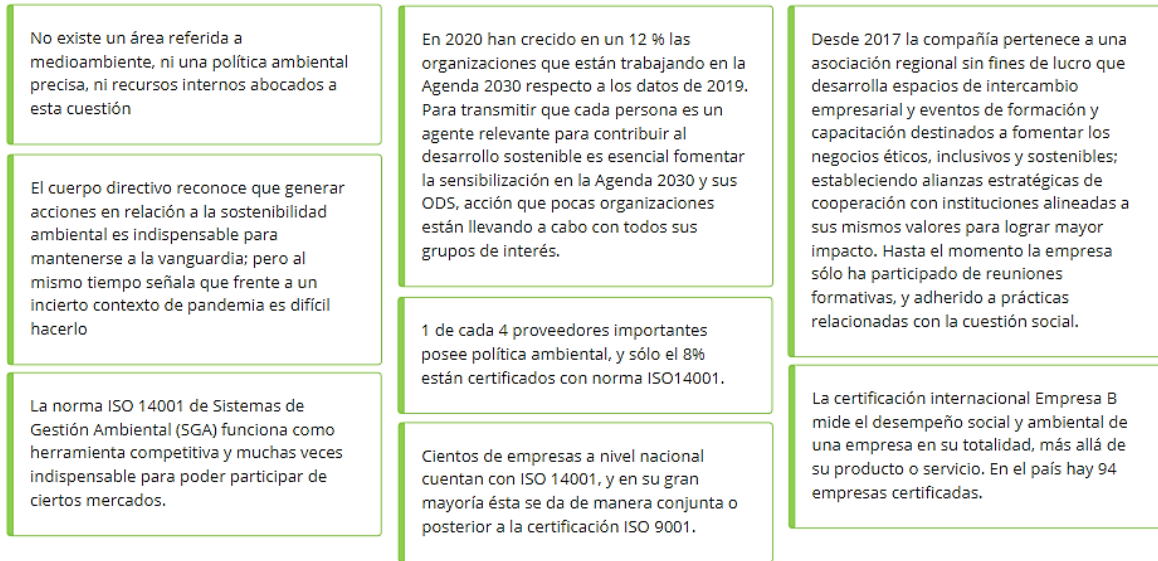 No existe un área referida a
medioambiente, ni una política ambiental
precisa, ni recursos internos abocados a
esta cuestión
El cuerpo directivo reconoce que generar
acciones en relación a la sostenibilidad
ambiental es indispensable para
mantenerse a la vanguardia; pero al
mismo tiempo señala que frente a un
incierto contexto de pandemia es difícil
hacerlo
La norma ISO 14001 de Sistemas de
Gestión Ambiental (SGA) funciona como
herramienta competitiva y muchas veces
indispensable para poder participar de
ciertos mercados.
En 2020 han crecido en un 12 % las
organizaciones que están trabajando en la
Agenda 2030 respecto a los datos de 2019.
Para transmitir que cada persona es un
agente relevante para contribuir al
desarrollo sostenible es esencial fomentar
la sensibilización en la Agenda 2030 y sus
ODS, acción que pocas organizaciones
están llevando a cabo con todos sus
grupos de interés.
1 de cada 4 proveedores importantes
posee política ambiental, y sólo el 8%
están certificados con norma ISO14001.
Cientos de empresas a nivel nacional
cuentan con ISO 14001, y en su gran
mayoría ésta se da de manera conjunta o
posterior a la certificación ISO 9001.
Desde 2017 la compañía pertenece a una
asociación regional sin fines de lucro que
desarrolla espacios de intercambio
empresarial y eventos de formación y
capacitación destinados a fomentar los
negocios éticos, inclusivos y sostenibles;
estableciendo alianzas estratégicas de
cooperación con instituciones alineadas a
sus mismos valores para lograr mayor
impacto. Hasta el momento la empresa
sólo ha participado de reuniones
formativas, y adherido a prácticas
relacionadas con la cuestión social.
La certificación internacional Empresa B
mide el desempeño social y ambiental de
una empresa en su totalidad, más allá de
su producto o servicio. En el país hay 94
empresas certificadas.